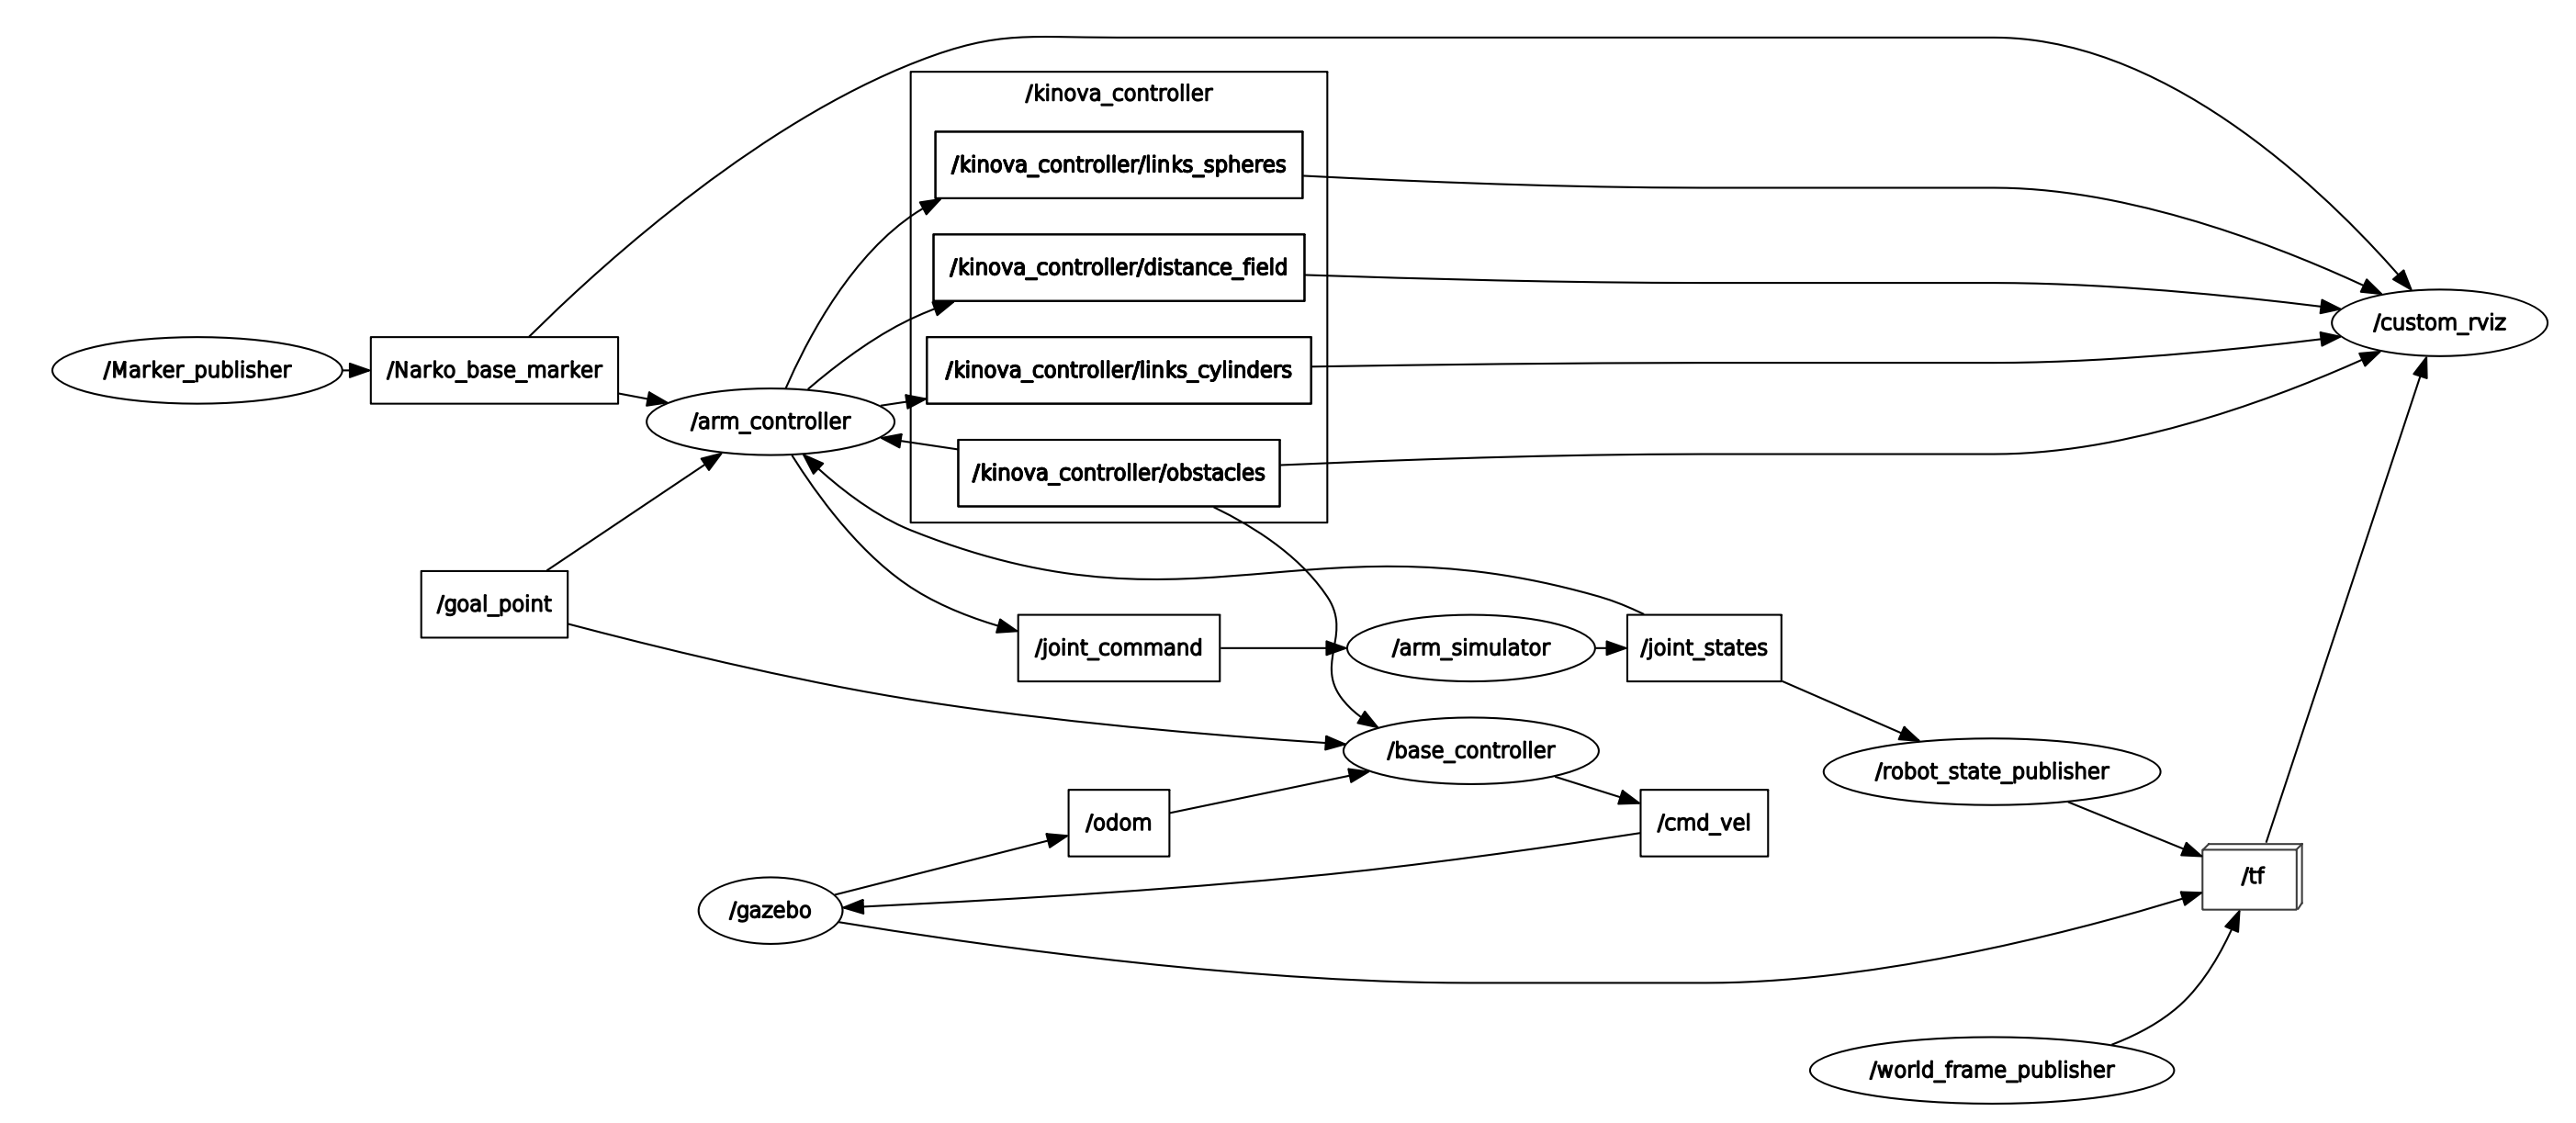 /kinova_controller
/kinova_controller/links_spheres
/kinova_controller/distance_field
/custom_rviz
/Marker_publisher
/Narko_base_marker
/kinova_controller/links_cylinders
/arm_controller
/kinova_controller/obstacles
/goal_point
/joint_command
/arm_simulator
/joint_states
/base_controller
/robot_state_publisher
/odom
/cmd_vel
/tf
/gazebo
/world_frame_publisher